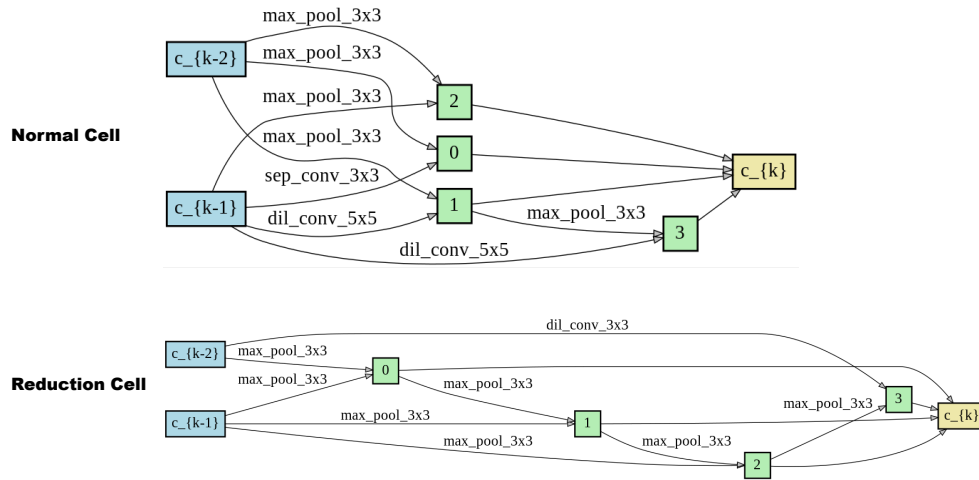 max_pool_3x3
c_{k-2}
max_pool_3x3
max_pool_3x3
2
Normal Cell
max_pool_3x3
0
c_{k}
sep_conv_3x3
c_{k-1}
1
dil_conv_5x5
max_pool_3x3
3
dil_conv_5x5
dil_conv_3x3
c_{k-2}
max_pool_3x3
max_pool_3x3
0
Reduction Cell
max_pool_3x3
3
max_pool_3x3
c_{k-1}
max_pool_3x3
1
c_{k}
max_pool_3x3
max_pool_3x3
2